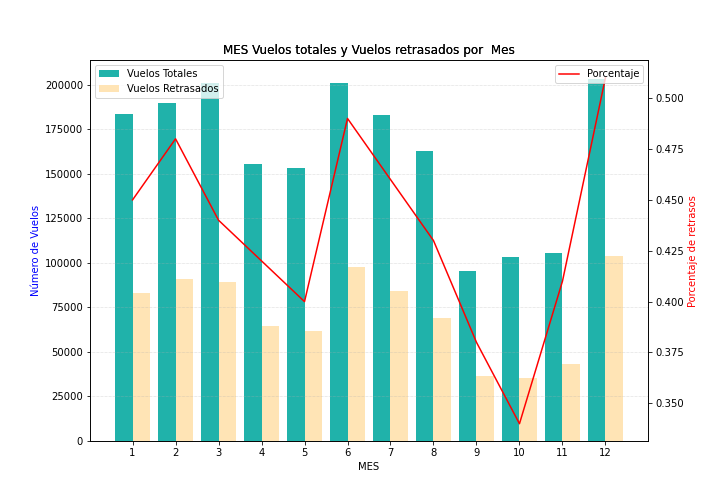 MES Vuelos totales y Vuelos retrasados por  Mes
Vuelos Totales
Vuelos Retrasados
Porcentaje
200000
175000
150000
125000
100000
75000
50000
25000
0
Número de Vuelos
0.500
0.475
0.450
0.425
0.400
0.375
0.350
Porcentaje de retrasos
1 2 3 4 5 6 7 8 9 10 11 12
MES